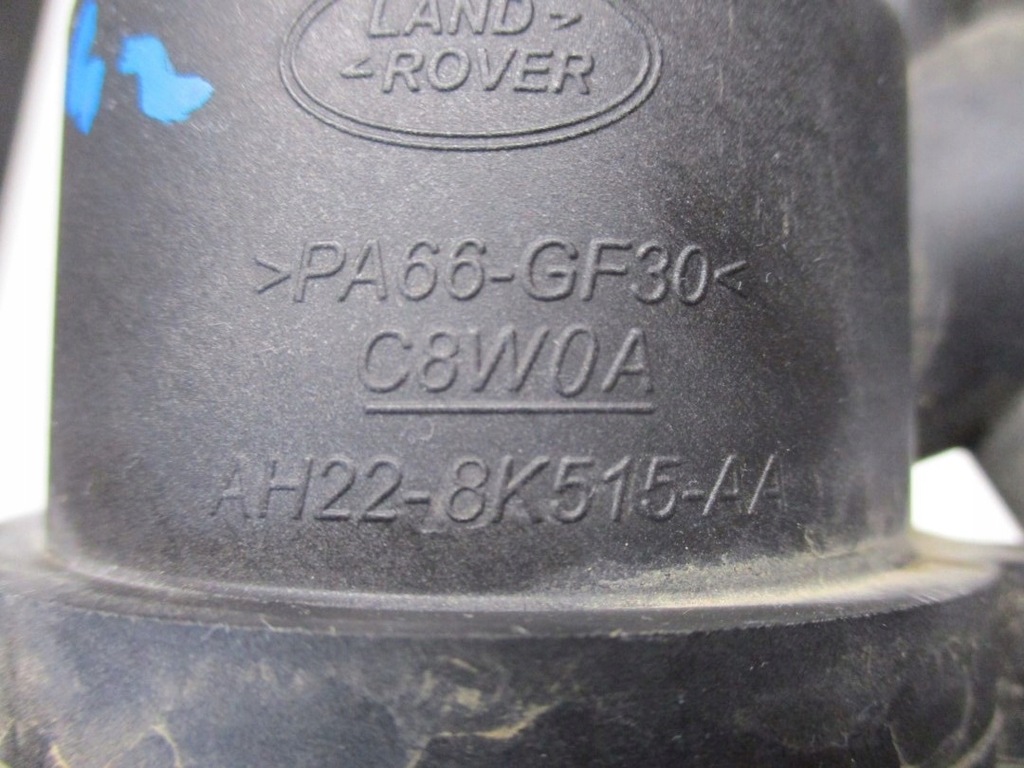 LAND
ROVER
>PA66-GF30<
C8W0A
AH22-8K515-AA